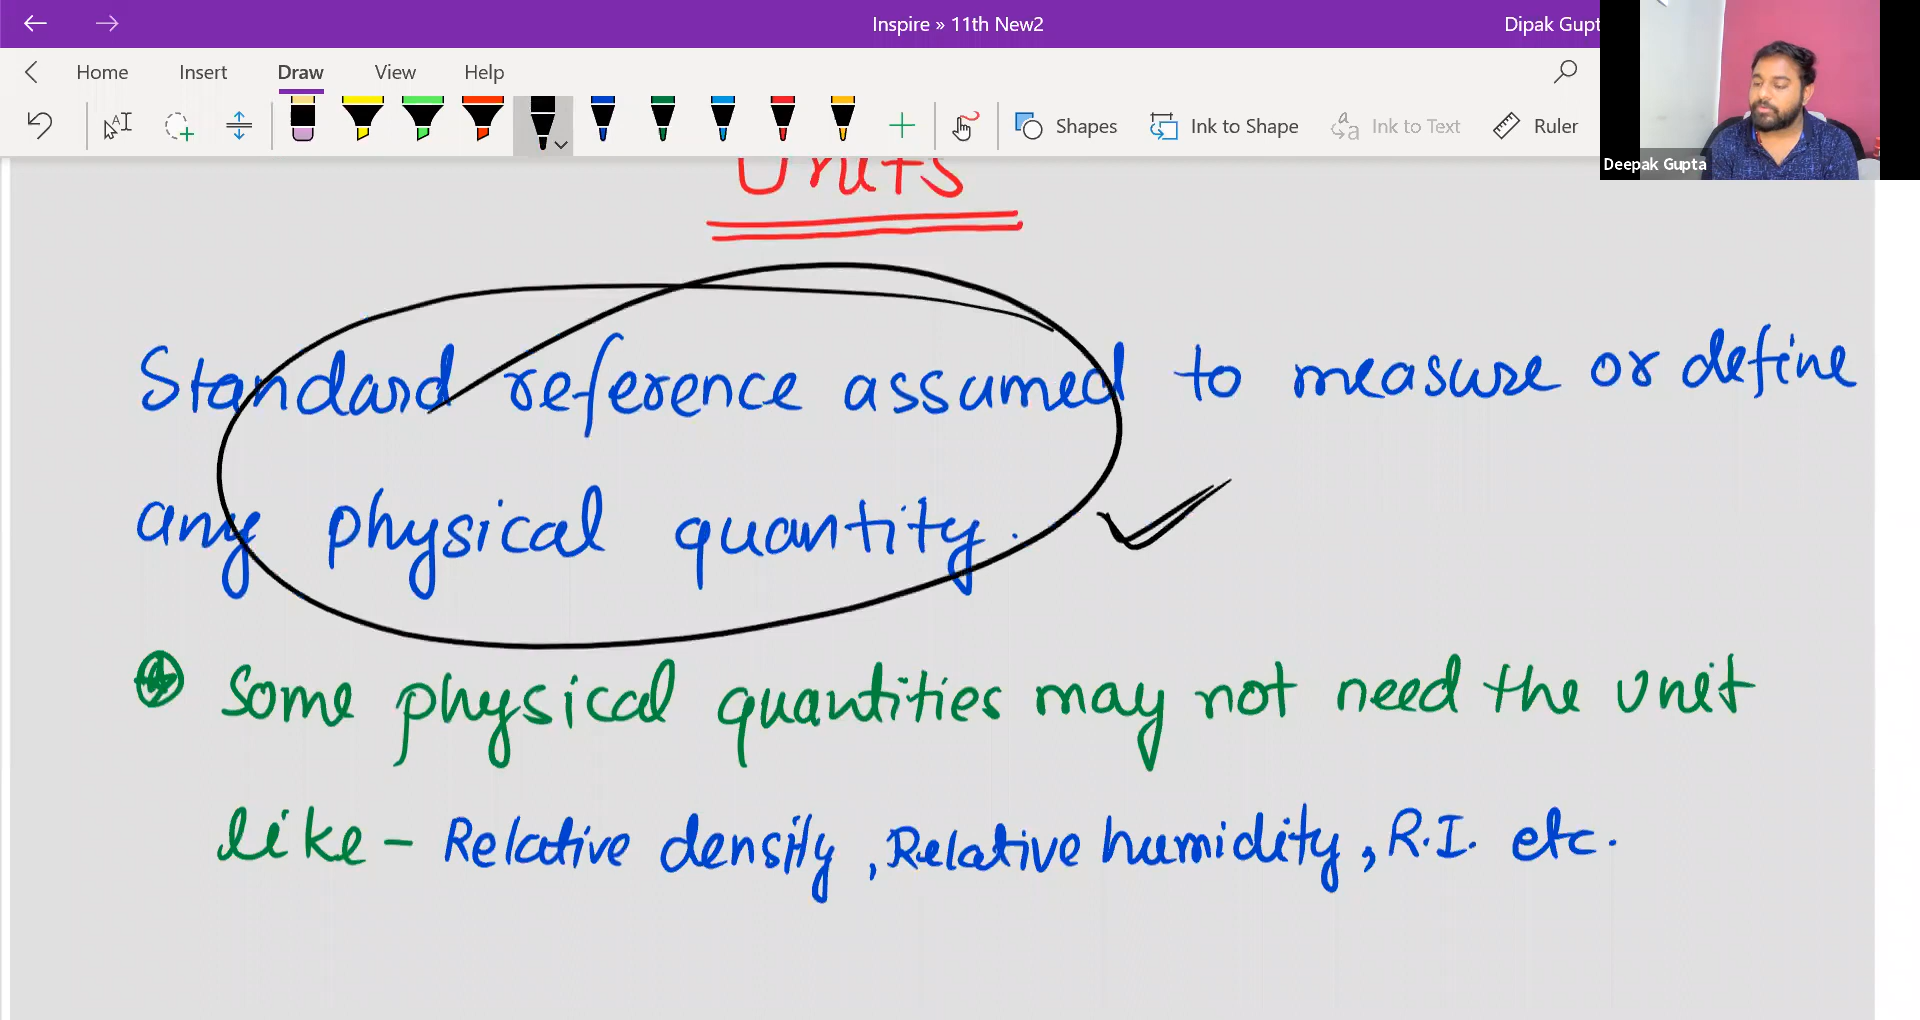 Inspire » 11th New2
Dipak Gupt
Home Insert Draw View Help
Shapes Ink to Shape Ink to Text Ruler
Deepak Gupta
Units
Standard reference assumed to measure or define
any physical quantity.
Some physical quantities may not need the unit
like - Relative density, Relative humidity, R.I. etc.